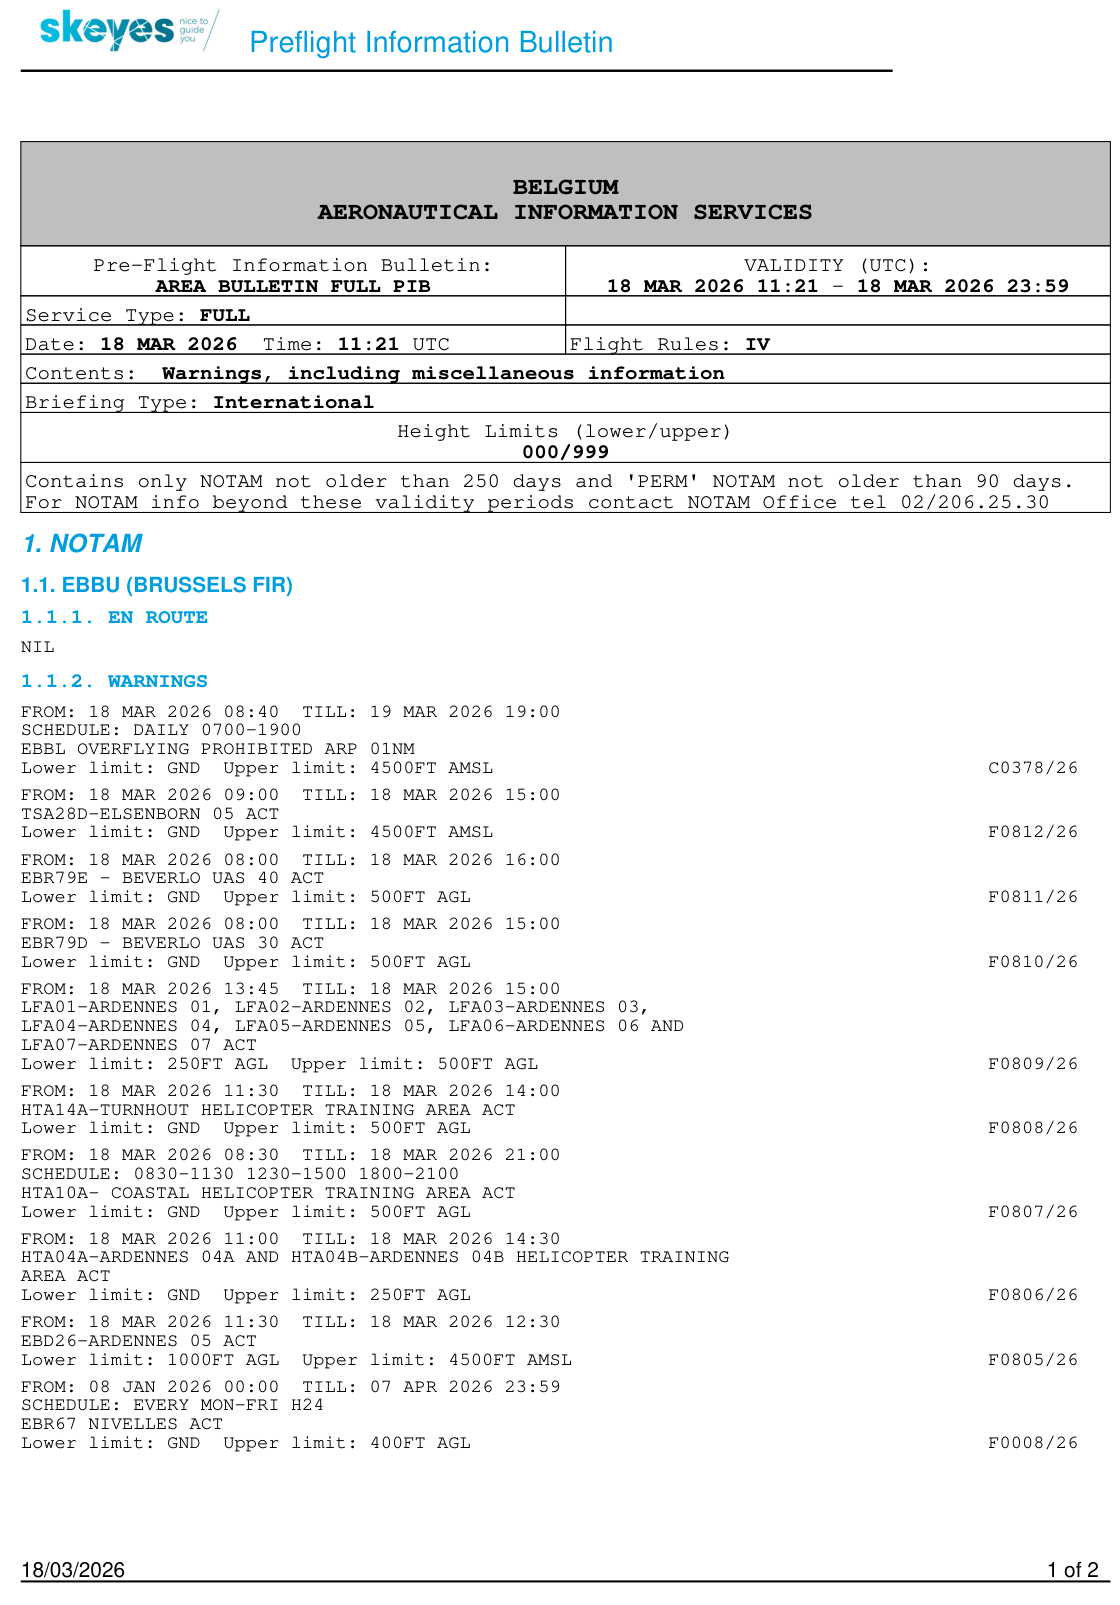 skeyes nice to guide you
Preflight Information Bulletin
BELGIUM
AERONAUTICAL INFORMATION SERVICES
Pre-Flight Information Bulletin:
AREA BULLETIN FULL PIB
VALIDITY (UTC):
18 MAR 2026 11:21 - 18 MAR 2026 23:59
Service Type: FULL
Date: 18 MAR 2026 Time: 11:21 UTC
Flight Rules: IV
Contents: Warnings, including miscellaneous information
Briefing Type: International
Height Limits (lower/upper)
000/999
Contains only NOTAM not older than 250 days and 'PERM' NOTAM not older than 90 days.
For NOTAM info beyond these validity periods contact NOTAM Office tel 02/206.25.30
1. NOTAM
1.1. EBBU (BRUSSELS FIR)
1.1.1. EN ROUTE
NIL
1.1.2. WARNINGS
FROM: 18 MAR 2026 08:40 TILL: 19 MAR 2026 19:00
SCHEDULE: DAILY 0700-1900
EBBL OVERFLYING PROHIBITED ARP 01NM
Lower limit: GND Upper limit: 4500FT AMSL C0378/26
FROM: 18 MAR 2026 09:00 TILL: 18 MAR 2026 15:00
TSA28D-ELSENBORN 05 ACT
Lower limit: GND Upper limit: 4500FT AMSL F0812/26
FROM: 18 MAR 2026 08:00 TILL: 18 MAR 2026 16:00
EBR79E - BEVERLO UAS 40 ACT
Lower limit: GND Upper limit: 500FT AGL F0811/26
FROM: 18 MAR 2026 08:00 TILL: 18 MAR 2026 15:00
EBR79D - BEVERLO UAS 30 ACT
Lower limit: GND Upper limit: 500FT AGL F0810/26
FROM: 18 MAR 2026 13:45 TILL: 18 MAR 2026 15:00
LFA01-ARDENNES 01, LFA02-ARDENNES 02, LFA03-ARDENNES 03,
LFA04-ARDENNES 04, LFA05-ARDENNES 05, LFA06-ARDENNES 06 AND
LFA07-ARDENNES 07 ACT
Lower limit: 250FT AGL Upper limit: 500FT AGL F0809/26
FROM: 18 MAR 2026 11:30 TILL: 18 MAR 2026 14:00
HTA14A-TURNHOUT HELICOPTER TRAINING AREA ACT
Lower limit: GND Upper limit: 500FT AGL F0808/26
FROM: 18 MAR 2026 08:30 TILL: 18 MAR 2026 21:00
SCHEDULE: 0830-1130 1230-1500 1800-2100
HTA10A- COASTAL HELICOPTER TRAINING AREA ACT
Lower limit: GND Upper limit: 500FT AGL F0807/26
FROM: 18 MAR 2026 11:00 TILL: 18 MAR 2026 14:30
HTA04A-ARDENNES 04A AND HTA04B-ARDENNES 04B HELICOPTER TRAINING
AREA ACT
Lower limit: GND Upper limit: 250FT AGL F0806/26
FROM: 18 MAR 2026 11:30 TILL: 18 MAR 2026 12:30
EBD26-ARDENNES 05 ACT
Lower limit: 1000FT AGL Upper limit: 4500FT AMSL F0805/26
FROM: 08 JAN 2026 00:00 TILL: 07 APR 2026 23:59
SCHEDULE: EVERY MON-FRI H24
EBR67 NIVELLES ACT
Lower limit: GND Upper limit: 400FT AGL F0008/26
18/03/2026
1 of 2